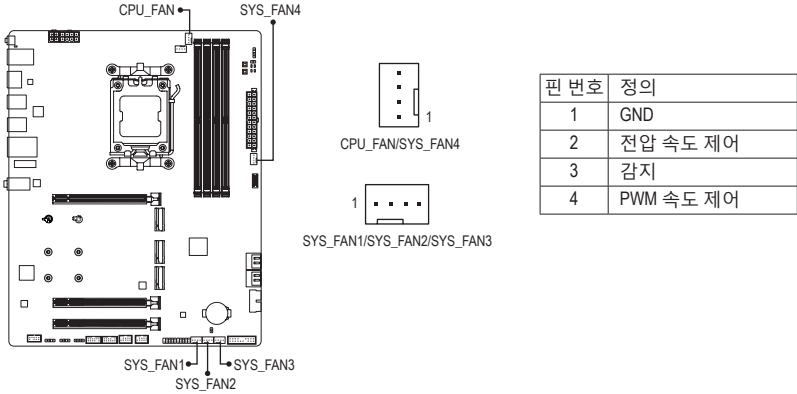 CPU_FAN
SYS_FAN4
1
CPU_FAN/SYS_FAN4
1
SYS_FAN1/SYS_FAN2/SYS_FAN3
핀 번호 정의
1 GND
2 전압 속도 제어
3 감지
4 PWM 속도 제어
SYS_FAN1
SYS_FAN3
SYS_FAN2